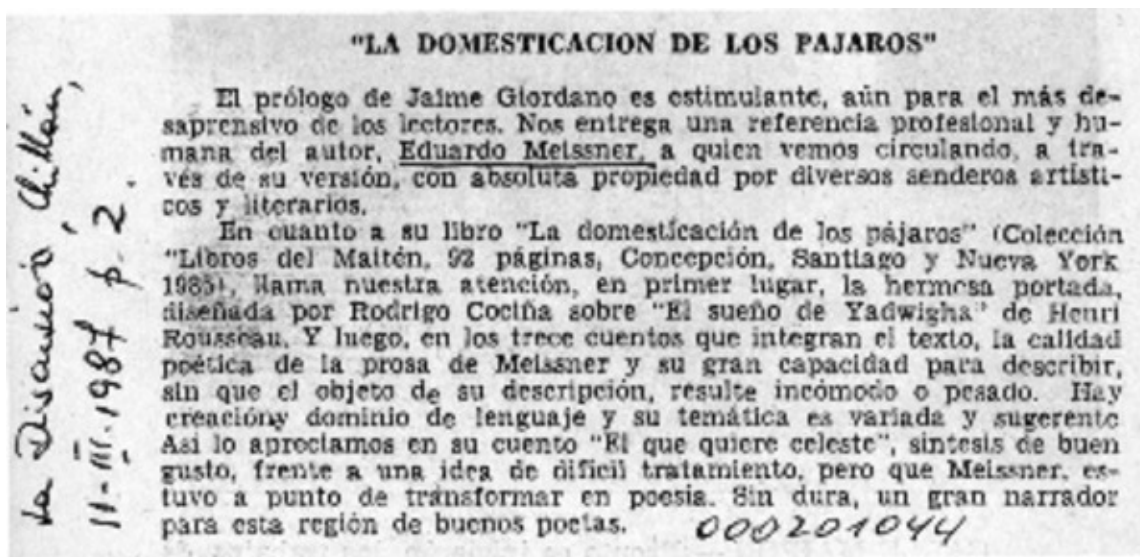 "LA DOMESTICACION DE LOS PAJAROS"
El prólogo de Jaime Giordano es estimulante, aún para el más de-
saprensivo de los lectores. Nos entrega una referencia profesional y hu-
mana del autor, Eduardo Meissner, a quien vemos circulando, a tra-
vés de su versión, con absoluta propiedad por diversos senderos artísti-
cos y literarios.
En cuanto a su libro "La domesticación de los pájaros" (Colección
"Libros del Maitén, 92 páginas, Concepción, Santiago y Nueva York
1985), llama nuestra atención, en primer lugar, la hermosa portada,
diseñada por Rodrigo Cociña sobre "El sueño de Yadwigha" de Henri
Rousseau. Y luego, en los trece cuentos que integran el texto, la calidad
poética de la prosa de Meissner y su gran capacidad para describir,
sin que el objeto de su descripción, resulte incómodo o pesado. Hay
creacióny dominio de lenguaje y su temática es variada y sugerente
Así lo apreciamos en su cuento "El que quiere celeste", síntesis de buen
gusto, frente a una idea de difícil tratamiento, pero que Meissner, es-
tuvo a punto de transformar en poesía. Sin dura, un gran narrador
para esta región de buenos poetas.
000201044
La Discusión, Chillán,
11-III-1987 p. 2.